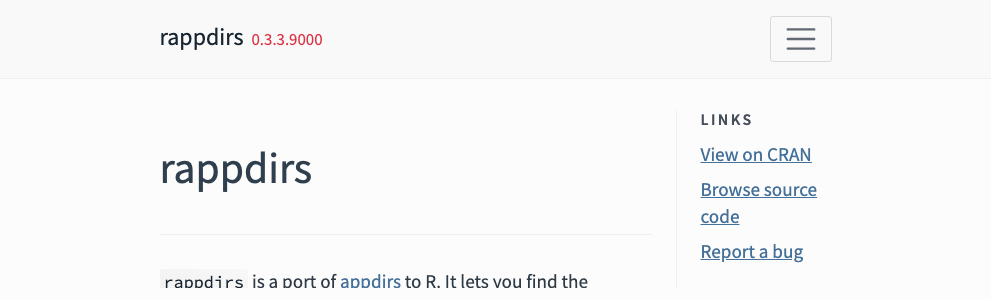 rappdirs 0.3.3.9000
rappdirs
rappdirs is a port of appdirs to R. It lets you find the
LINKS
View on CRAN
Browse source
code
Report a bug